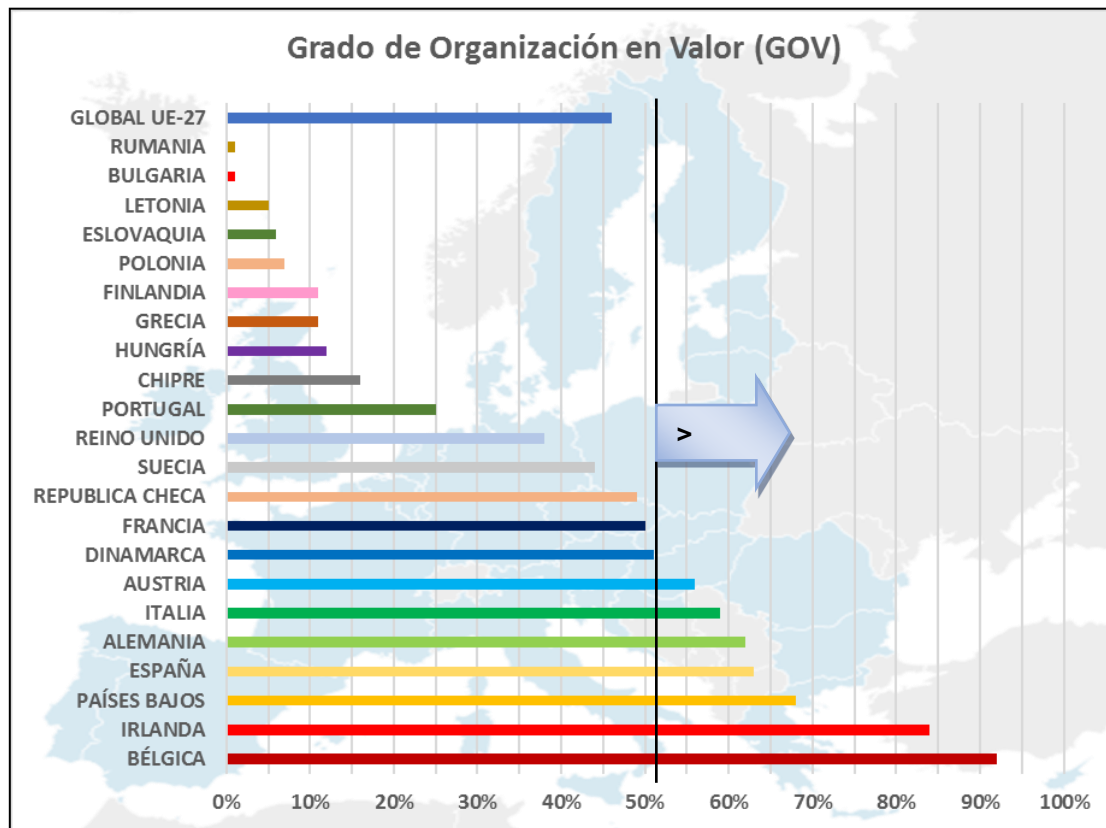 Grado de Organización en Valor (GOV)
GLOBAL UE-27
RUMANIA
BULGARIA
LETONIA
ESLOVAQUIA
POLONIA
FINLANDIA
GRECIA
HUNGRÍA
CHIPRE
PORTUGAL
REINO UNIDO
>
SUECIA
REPUBLICA CHECA
FRANCIA
DINAMARCA
AUSTRIA
ITALIA
ALEMANIA
ESPAÑA
PAÍSES BAJOS
IRLANDA
BÉLGICA
0% 10% 20% 30% 40% 50% 60% 70% 80% 90% 100%